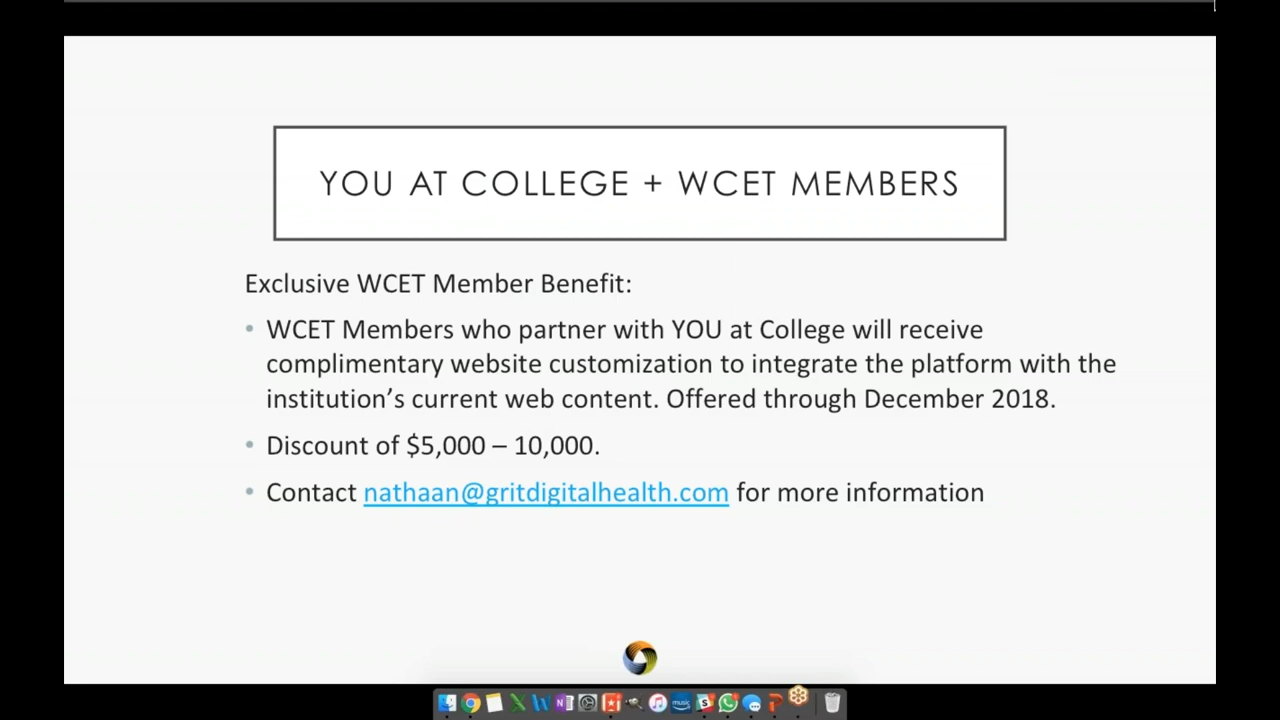 YOU AT COLLEGE + WCET MEMBERS
Exclusive WCET Member Benefit:
• WCET Members who partner with YOU at College will receive
complimentary website customization to integrate the platform with the
institution's current web content. Offered through December 2018.
• Discount of $5,000 – 10,000.
• Contact nathaan@gritdigitalhealth.com for more information
music